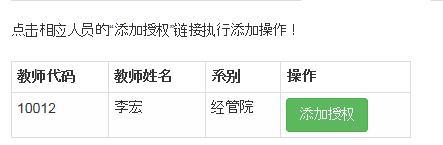 点击相应人员的“添加授权”链接执行添加操作！
教师代码 教师姓名 系别 操作
10012 李宏 经管院 添加授权